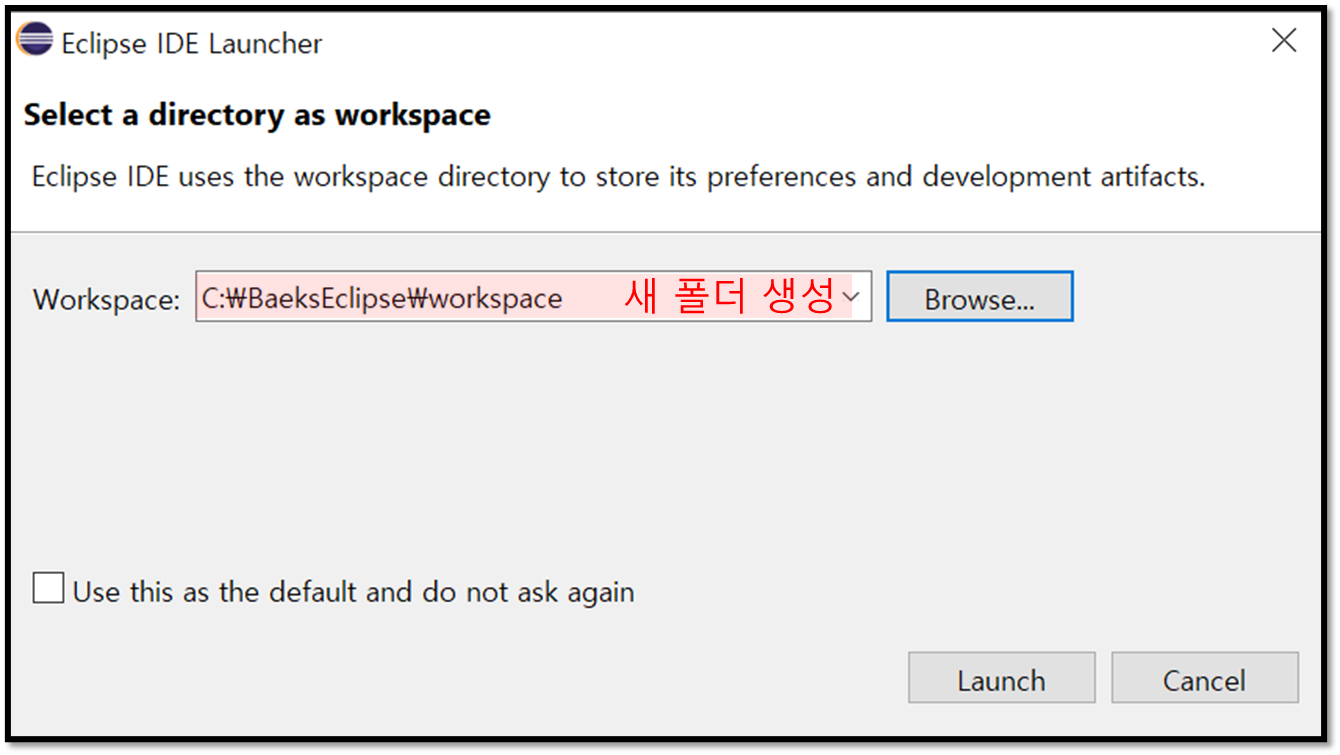 Eclipse IDE Launcher
Select a directory as workspace
Eclipse IDE uses the workspace directory to store its preferences and development artifacts.
Workspace: C:₩BaeksEclipse₩workspace 새 폴더 생성 Browse...
Use this as the default and do not ask again
Launch Cancel